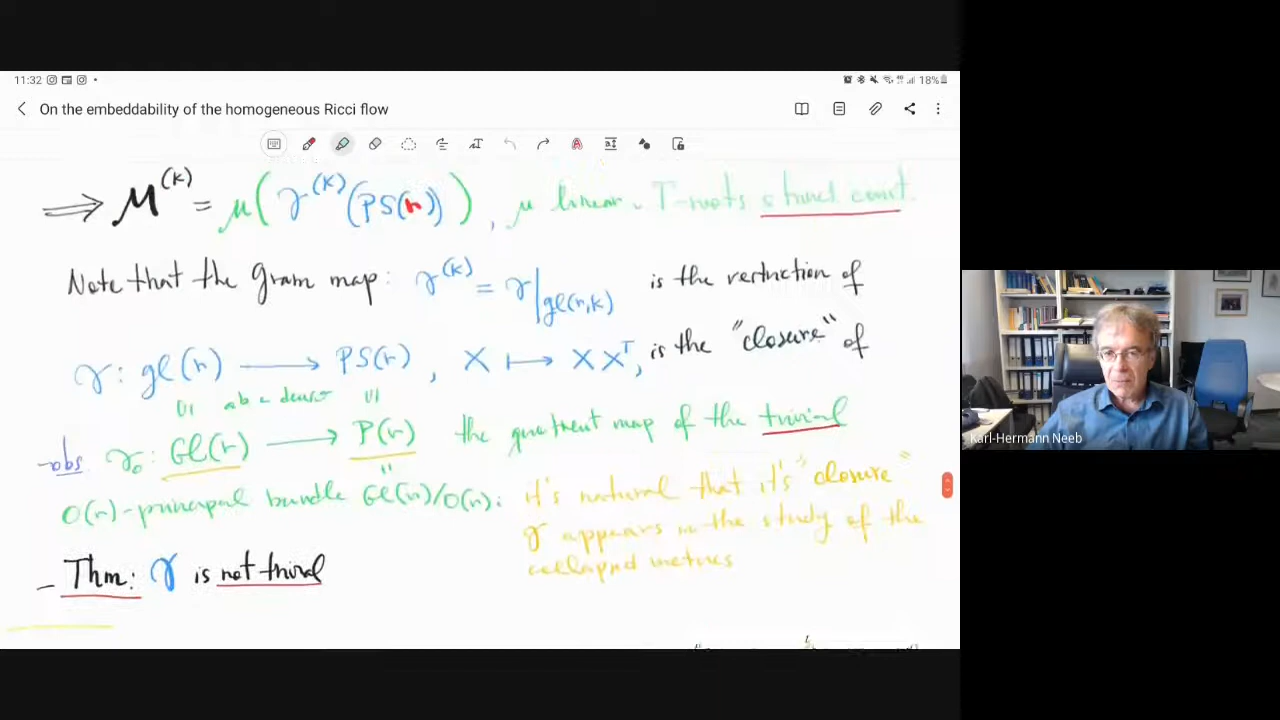 11:32
18%
On the embeddability of the homogeneous Ricci flow
⟹ M^(k) = μ(γ^(k)(PS(n))), μ linear T-roots struct const.
Note that the gram map: γ^(k) = γ|gl(n,k) is the restriction of
γ: gl(n) ⟶ PS(n), X ⟼ XX^T, is the "closure" of
∪| dense ∪|
-obs γ₀: Gl(n) ⟶ P(n) the quotient map of the trivial
"
O(n)-principal bundle Gl(n)/O(n): it's natural that it's "closure"
γ appears in the study of the
collapsed metrics
- Thm: γ is not trivial
Karl-Hermann Neeb